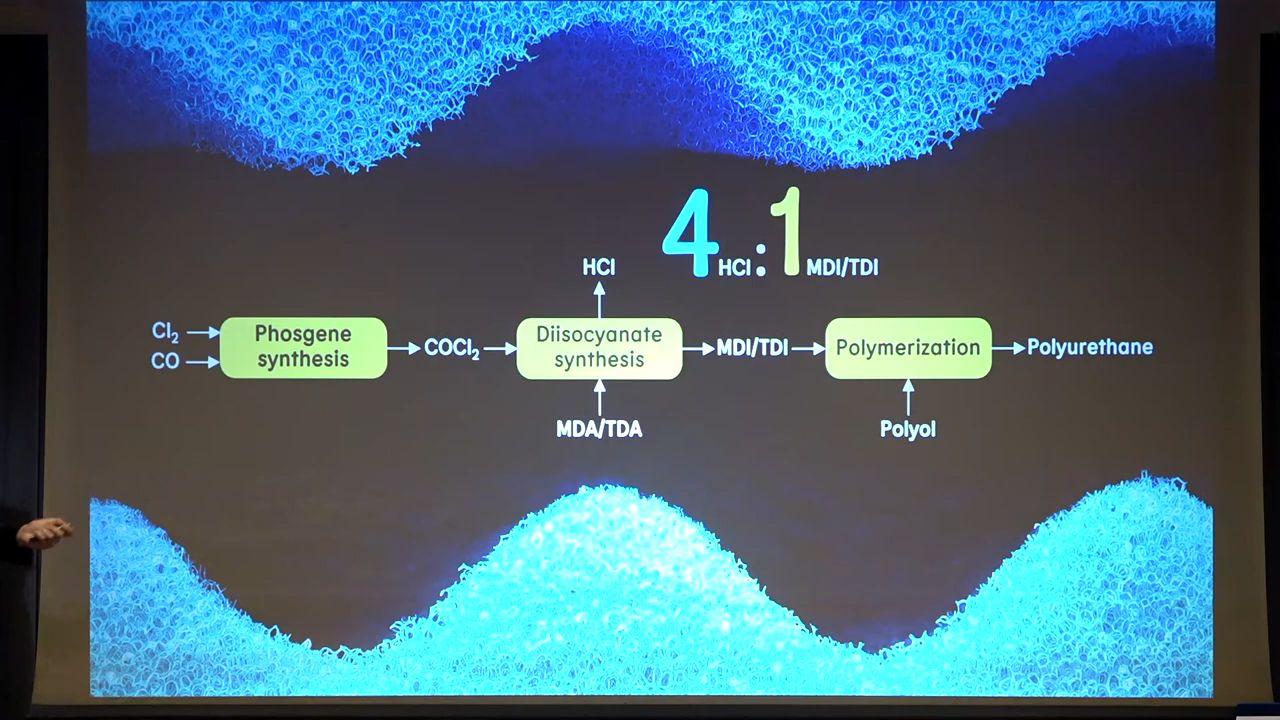 4 HCl : 1 MDI/TDI
HCl
Cl₂
CO
Phosgene
synthesis
COCl₂
Diisocyanate
synthesis
MDI/TDI
Polymerization
Polyurethane
MDA/TDA
Polyol